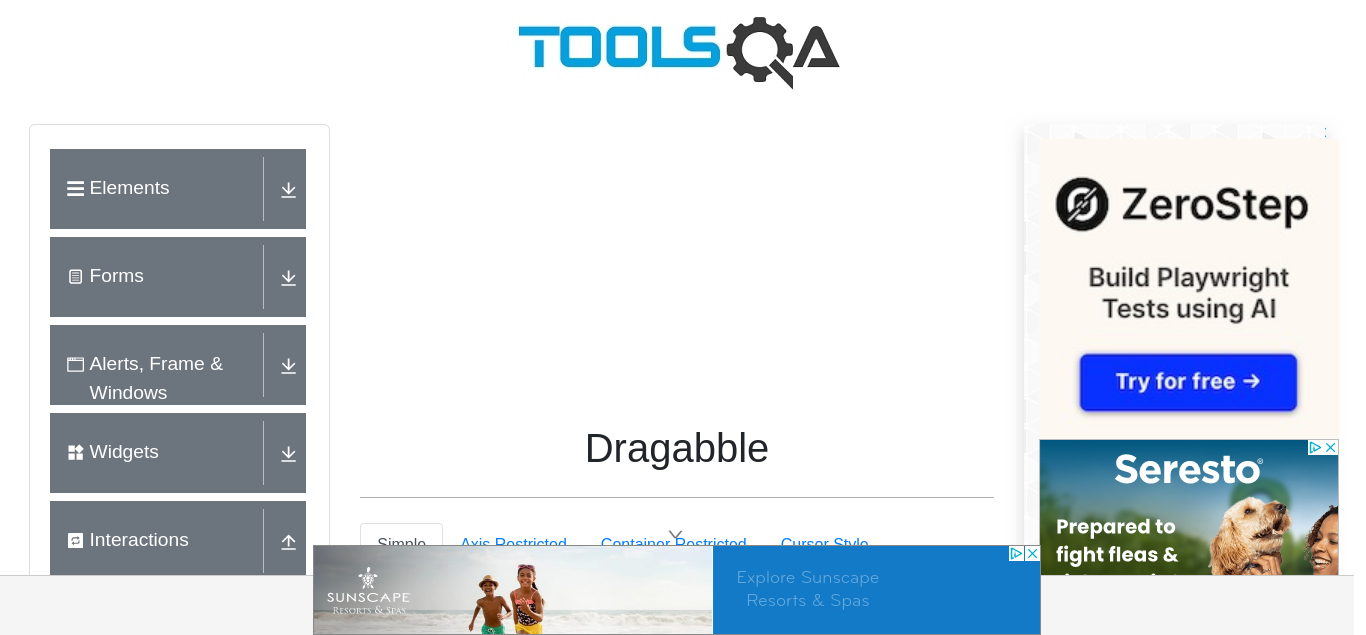 TOOLSQA
Elements
Forms
Alerts, Frame &
Windows
Widgets
Interactions
Dragabble
Simple
Axis Restricted
Container Restricted
Cursor Style
ZeroStep
Build Playwright
Tests using AI
Try for free →
Seresto®
Prepared to
fight fleas &
SUNSCAPE
RESORTS & SPAS
Explore Sunscape
Resorts & Spas